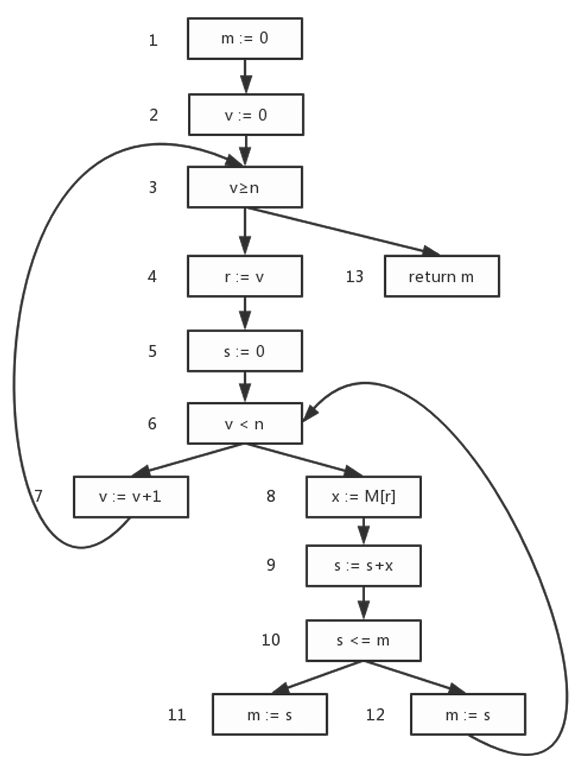 1 m := 0
2 v := 0
3 v≥n
4 r := v
13 return m
5 s := 0
6 v < n
7 v := v+1
8 x := M[r]
9 s := s+x
10 s <= m
11 m := s
12 m := s